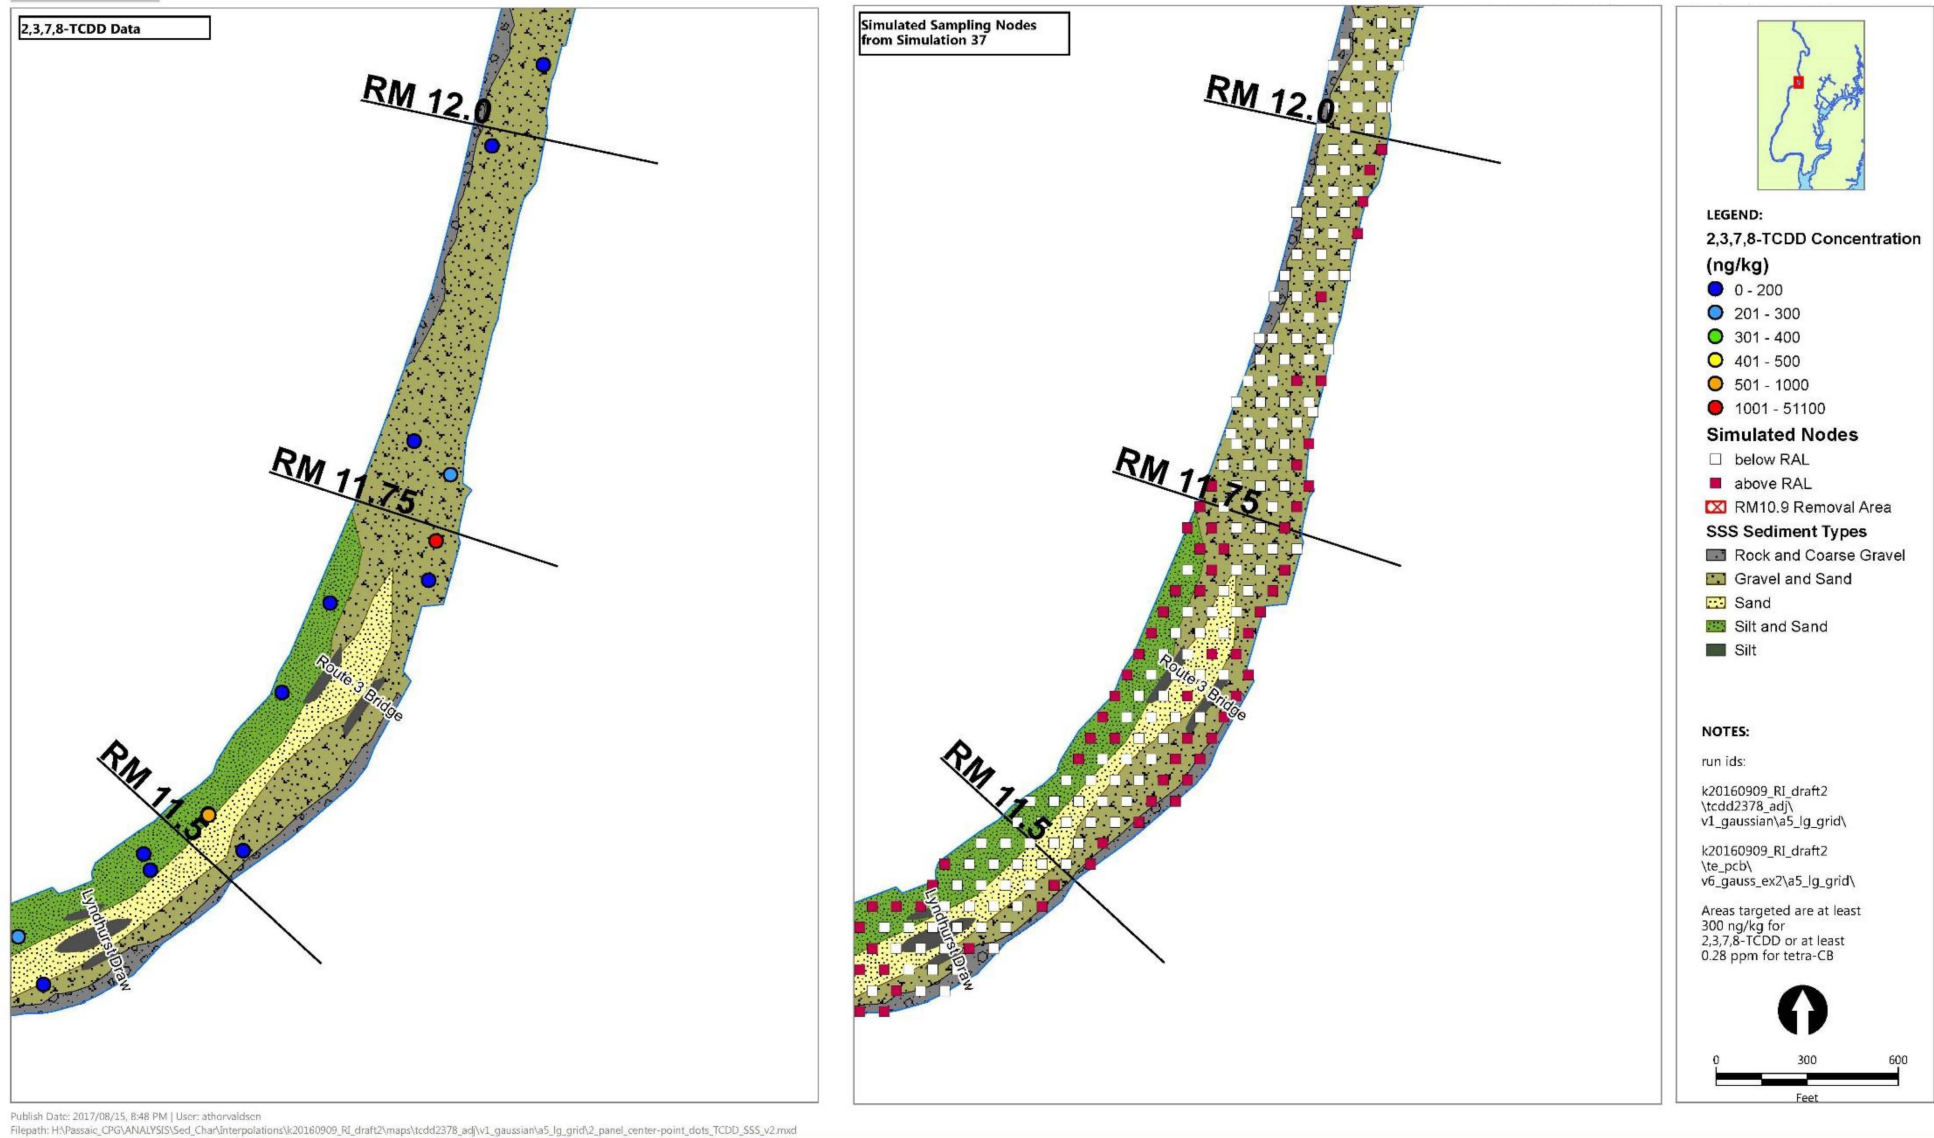 2,3,7,8-TCDD Data
RM 12.0
RM 11.75
Route 3 Bridge
RM 11.5
Lyndhurst Draw
Simulated Sampling Nodes
from Simulation 37
RM 12.0
RM 11.75
Route 3 Bridge
RM 11.5
Lyndhurst Draw
LEGEND:
2,3,7,8-TCDD Concentration
(ng/kg)
0 - 200
201 - 300
301 - 400
401 - 500
501 - 1000
1001 - 51100
Simulated Nodes
below RAL
above RAL
RM10.9 Removal Area
SSS Sediment Types
Rock and Coarse Gravel
Gravel and Sand
Sand
Silt and Sand
Silt
NOTES:
run ids:
k20160909_RI_draft2
\tcdd2378_adj\
v1_gaussian\a5_lg_grid\
k20160909_RI_draft2
\te_pcb\
v6_gauss_ex2\a5_lg_grid\
Areas targeted are at least
300 ng/kg for
2,3,7,8-TCDD or at least
0.28 ppm for tetra-CB
0 300 600
Feet
Publish Date: 2017/08/15, 8:48 PM | User: athorvaldsen
Filepath: H:\Passaic_CPG\ANALYSIS\Sed_Char\Interpolations\k20160909_RI_draft2\maps\tcdd2378_adj\v1_gaussian\a5_lg_grid\2_panel_center-point_dots_TCDD_SSS_v2.mxd